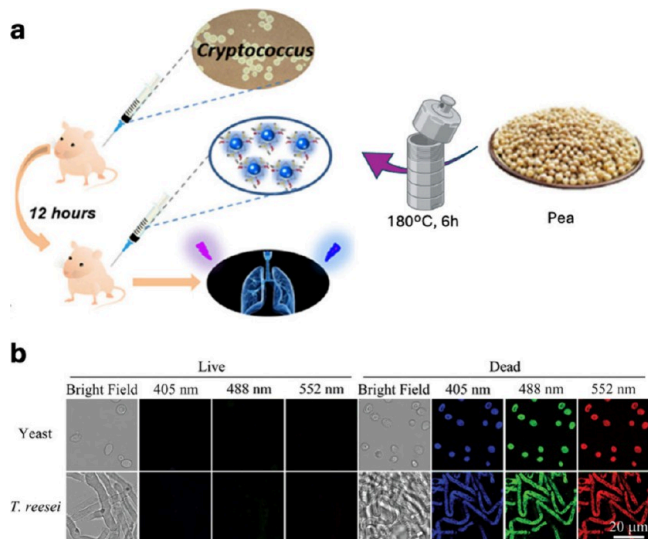 a
Cryptococcus
12 hours
180ºC, 6h
Pea
b
Live Dead
Bright Field 405 nm 488 nm 552 nm Bright Field 405 nm 488 nm 552 nm
Yeast
T. reesei
20 μm